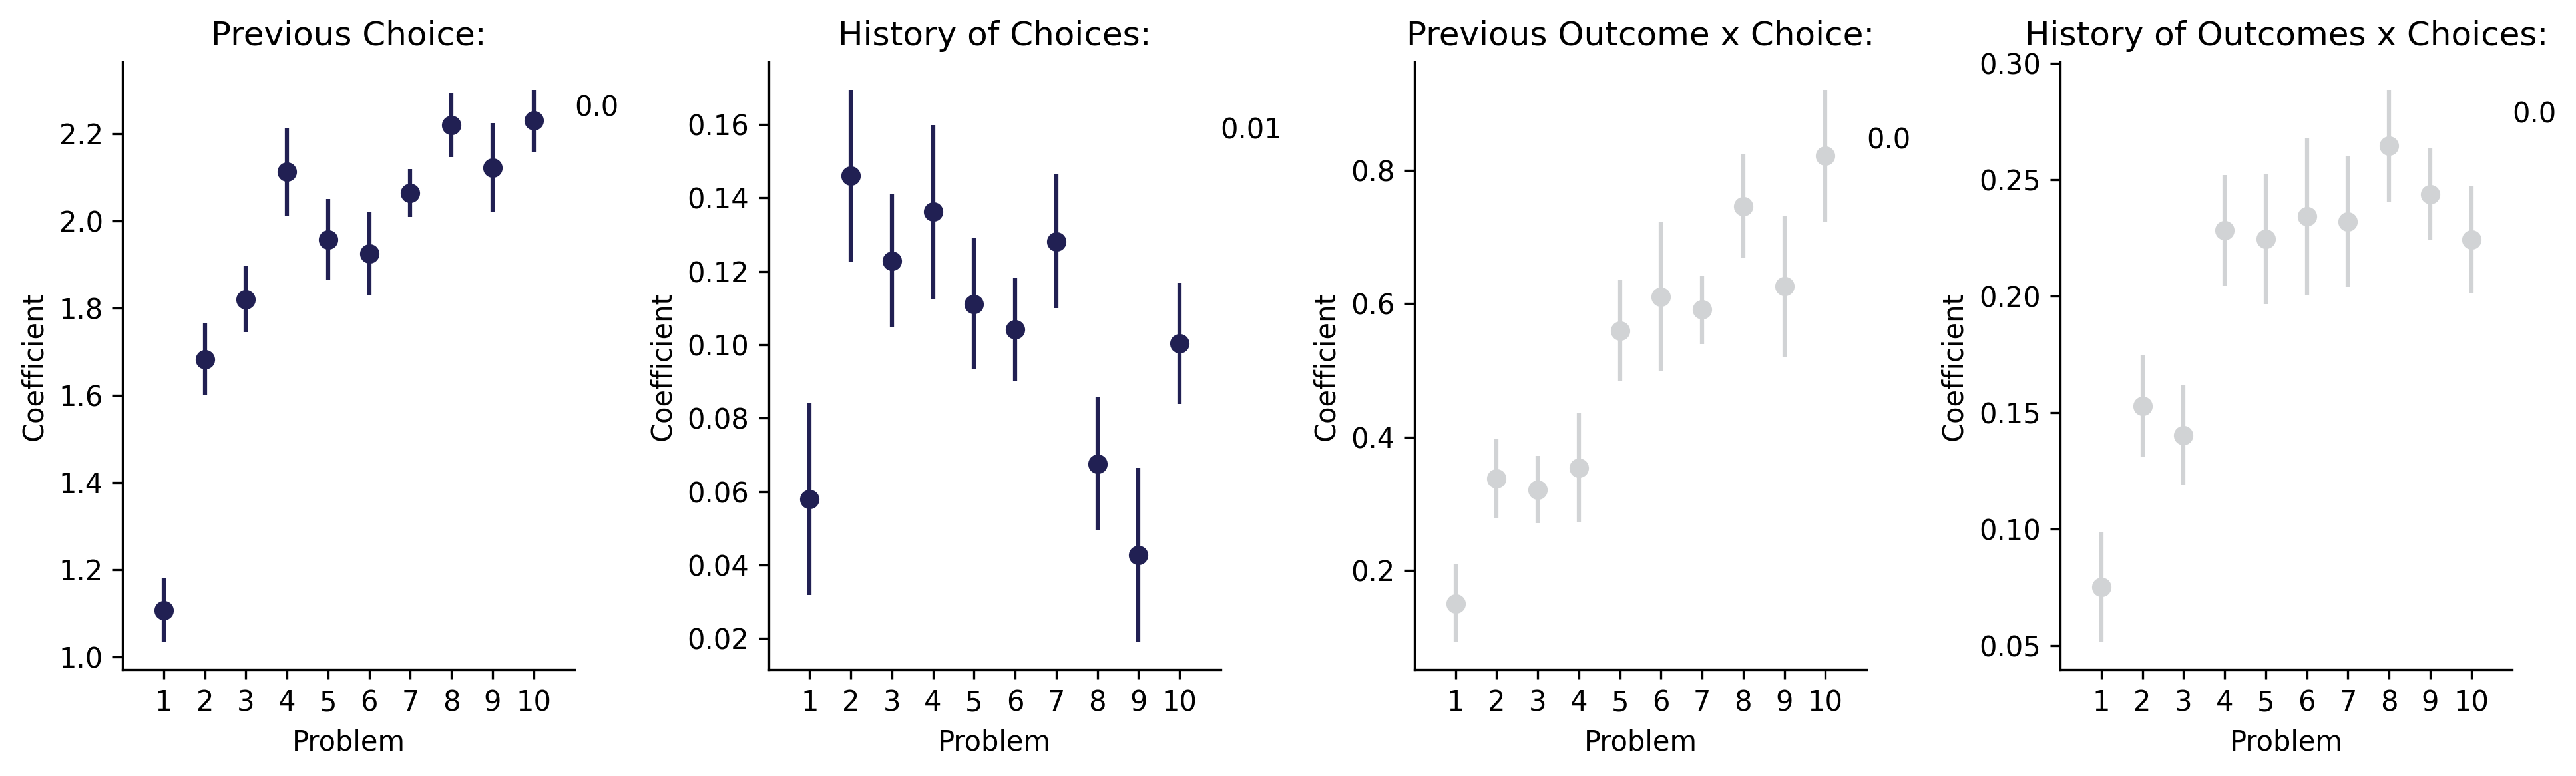 Previous Choice:
Coefficient
2.2
2.0
1.8
1.6
1.4
1.2
1.0
0.0
1 2 3 4 5 6 7 8 9 10
Problem
History of Choices:
Coefficient
0.16
0.14
0.12
0.10
0.08
0.06
0.04
0.02
0.01
1 2 3 4 5 6 7 8 9 10
Problem
Previous Outcome x Choice:
Coefficient
0.8
0.6
0.4
0.2
0.0
1 2 3 4 5 6 7 8 9 10
Problem
History of Outcomes x Choices:
Coefficient
0.30
0.25
0.20
0.15
0.10
0.05
0.0
1 2 3 4 5 6 7 8 9 10
Problem